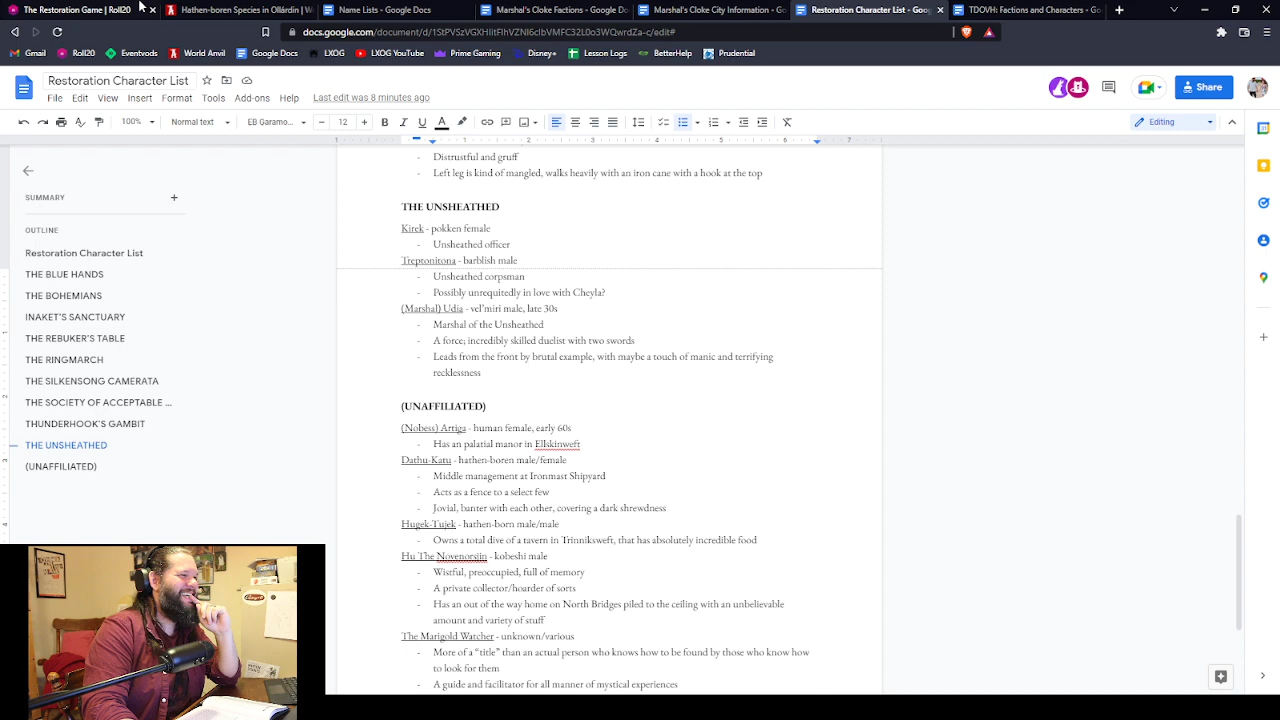 The Restoration Game | Roll20
Hathen-born Species in Ollárdin | W
Name Lists - Google Docs
Marshal's Cloke Factions - Google Do
Marshal's Cloke City Information - Go
Restoration Character List - Googl
TDOVH: Factions and Characters - Go
docs.google.com/document/d/
Gmail
Roll20
Events
World Anvil
Google Docs
LXOG
LXOG YouTube
Prime Video
Disney+
Lesson Logs
BetterHelp
Prudential
Restoration Character List
File Edit View Insert Format Tools Add-ons Help
Last edit was 8 minutes ago
Share
100%
Normal text
EB Garamo...
12
Editing
SUMMARY
OUTLINE
Restoration Character List
THE BLUE HANDS
THE BOHEMIANS
INAKET'S SANCTUARY
THE REBUKER'S TABLE
THE RINGMARCH
THE SILKENSONG CAMERATA
THE SOCIETY OF ACCEPTABLE ...
THUNDERHOOK'S GAMBIT
THE UNSHEATHED
(UNAFFILIATED)
- Distrustful and gruff
- Left leg is kind of mangled, walks heavily with an iron cane with a hook at the top
THE UNSHEATHED
Kirek - pokken female
- Unsheathed officer
Treptonitona - barblish male
- Unsheathed corpsman
- Possibly unrequitedly in love with Cheyla?
(Marshal) Udia - vel'miri male, late 30s
- Marshal of the Unsheathed
- A force; incredibly skilled duelist with two swords
- Leads from the front by brutal example, with maybe a touch of manic and terrifying
recklessness
(UNAFFILIATED)
(Nobess) Artiga - human female, early 60s
- Has an palatial manor in Ellskinweft
Dathu-Katu - hathen-boren male/female
- Middle management at Ironmast Shipyard
- Acts as a fence to a select few
- Jovial, banter with each other, covering a dark shrewdness
Hugek-Tujek - hathen-born male/male
- Owns a total dive of a tavern in Trinniksweft, that has absolutely incredible food
Hu The Novenorsjin - kobeshi male
- Wistful, preoccupied, full of memory
- A private collector/hoarder of sorts
- Has an out of the way home on North Bridges piled to the ceiling with an unbelievable
amount and variety of stuff
The Marigold Watcher - unknown/various
- More of a "title" than an actual person who knows how to be found by those who know how
to look for them
- A guide and facilitator for all manner of mystical experiences